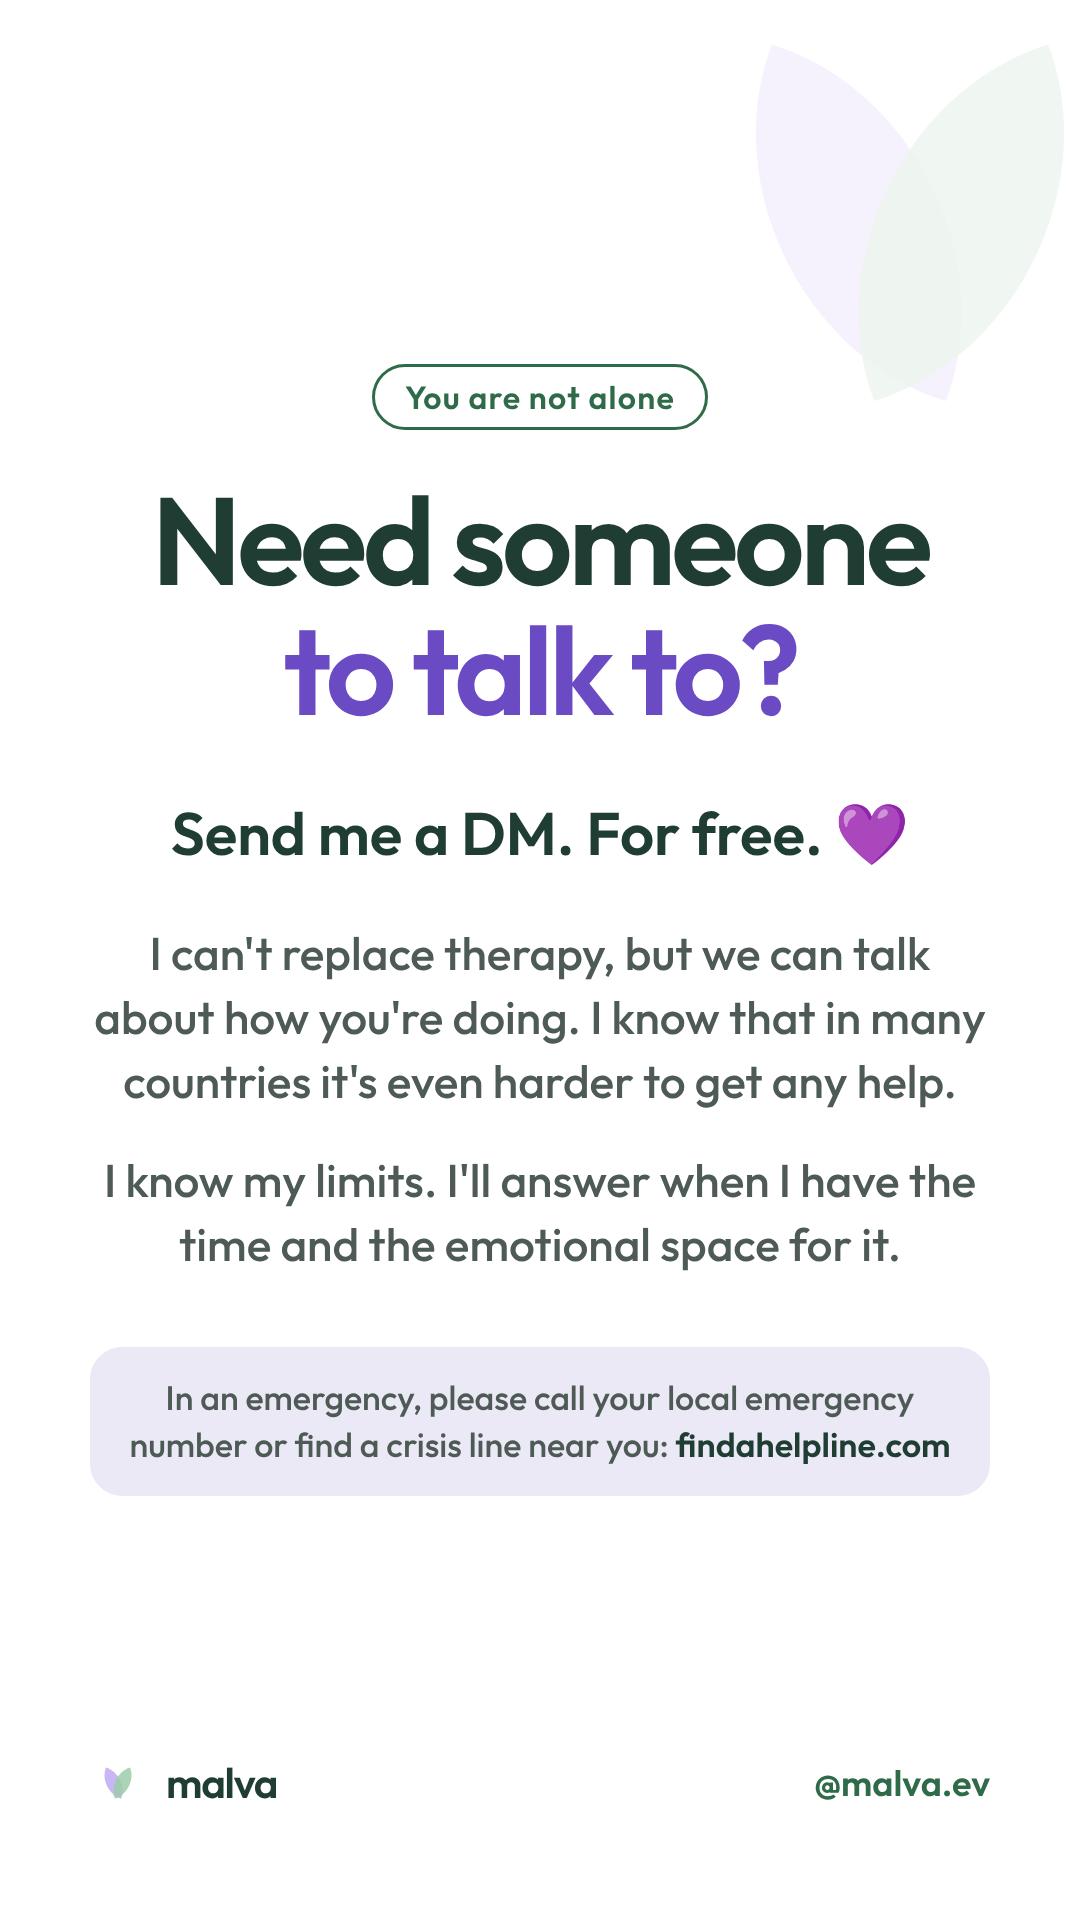 You are not alone
Need someone
to talk to?
Send me a DM. For free. 💜
I can't replace therapy, but we can talk
about how you're doing. I know that in many
countries it's even harder to get any help.
I know my limits. I'll answer when I have the
time and the emotional space for it.
In an emergency, please call your local emergency
number or find a crisis line near you: findahelpline.com
malva
@malva.ev